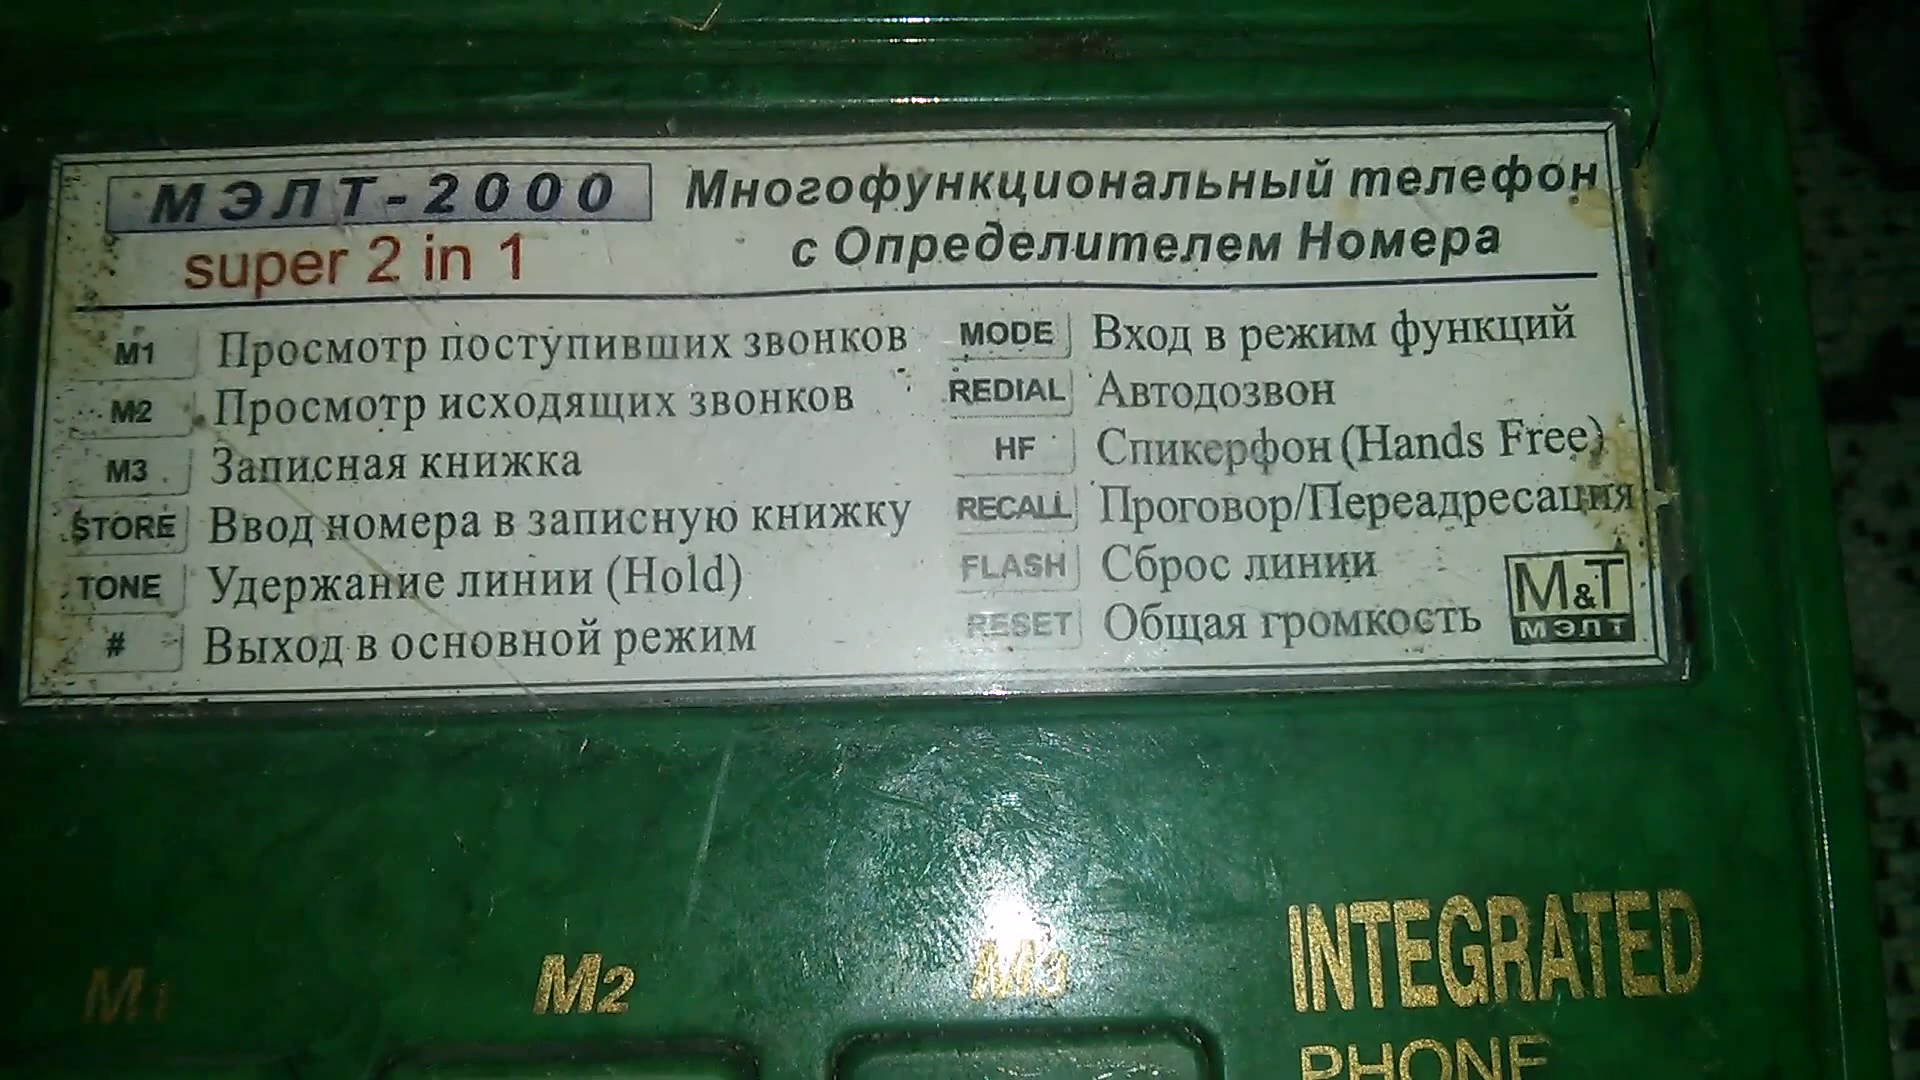 МЭЛТ-2000
super 2 in 1
Многофункциональный телефон
с Определителем Номера
M1 Просмотр поступивших звонков
M2 Просмотр исходящих звонков
M3 Записная книжка
STORE Ввод номера в записную книжку
TONE Удержание линии (Hold)
# Выход в основной режим
MODE Вход в режим функций
REDIAL Автодозвон
HF Спикерфон (Hands Free)
RECALL Проговор/Переадресация
FLASH Сброс линии
RESET Общая громкость
M&T
МЭЛТ
M1 M2 M3
INTEGRATED
PHONE